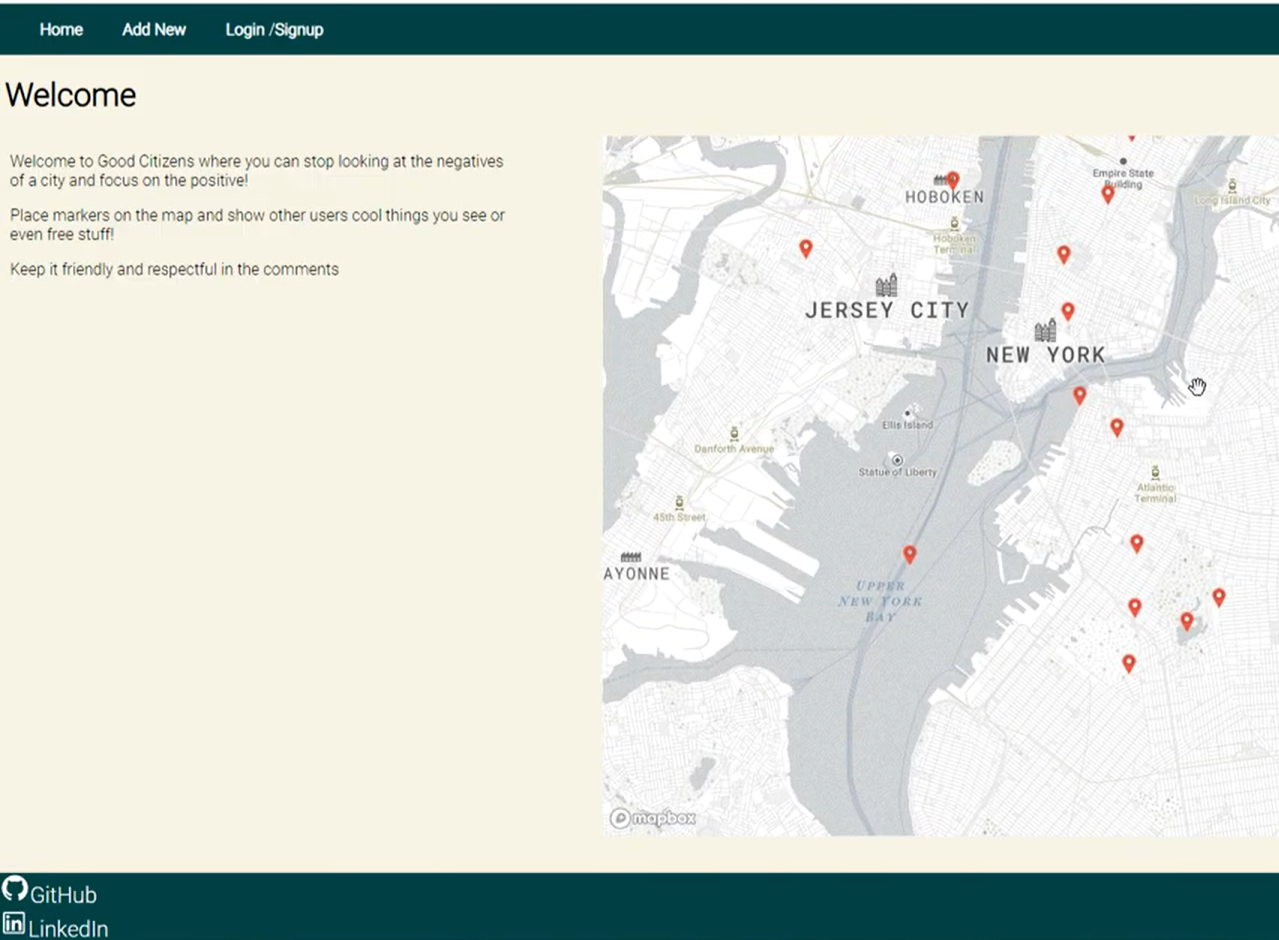 Home Add New Login /Signup
Welcome
Welcome to Good Citizens where you can stop looking at the negatives
of a city and focus on the positive!
Place markers on the map and show other users cool things you see or
even free stuff!
Keep it friendly and respectful in the comments
Empire State
Building
HOBOKEN
Long Island City
Hoboken
Terminal
JERSEY CITY
NEW YORK
Ellis Island
Danforth Avenue
Statue of Liberty
Atlantic
Terminal
45th Street
AYONNE
UPPER
NEW YORK
BAY
mapbox
GitHub
in LinkedIn